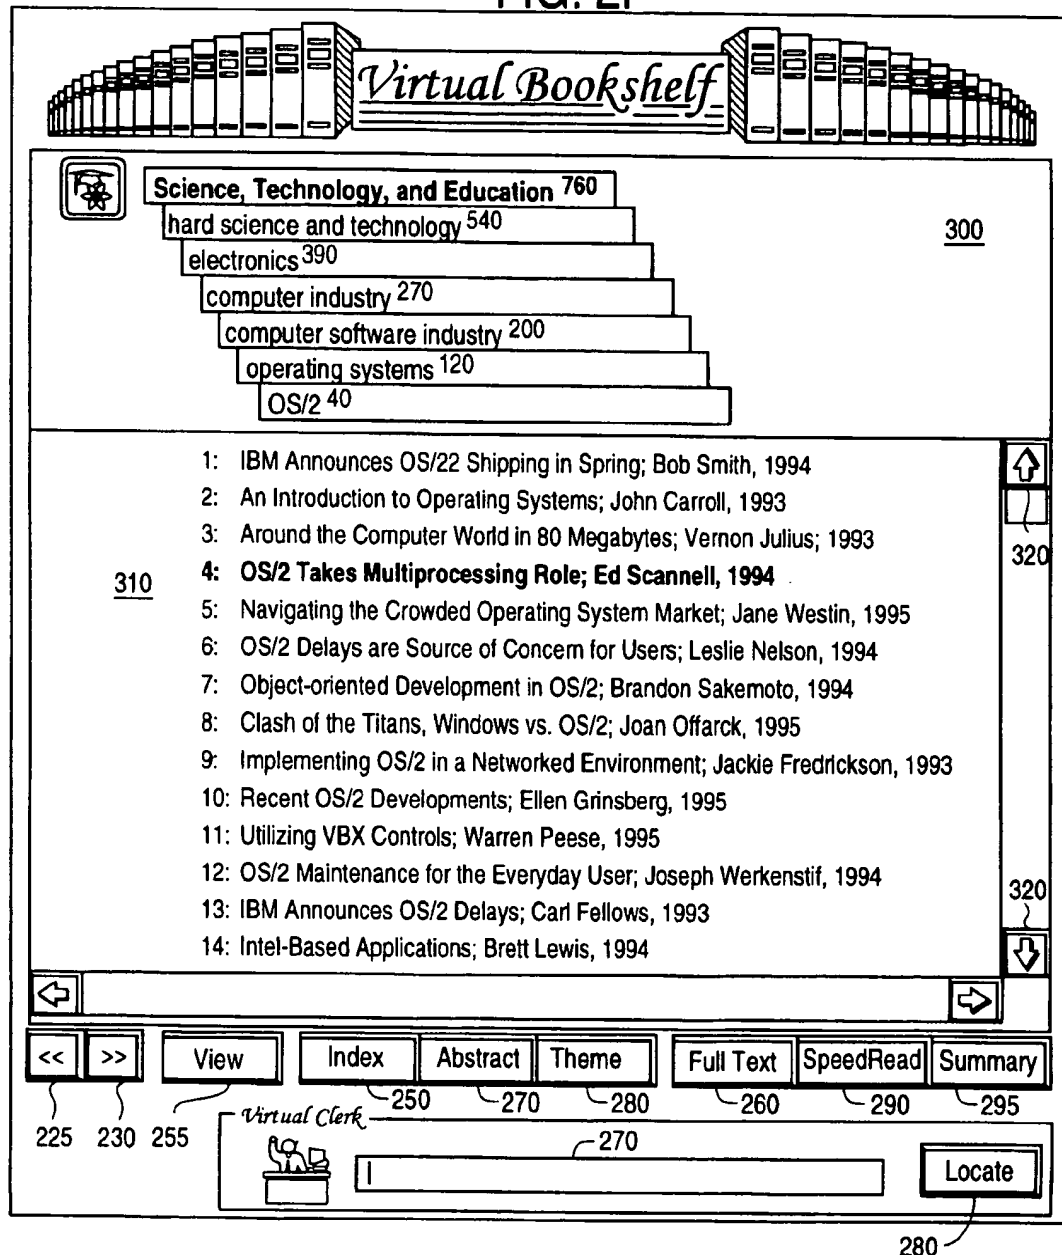 Virtual Bookshelf
Science, Technology, and Education 760
hard science and technology 540
300
electronics 390
computer industry 270
computer software industry 200
operating systems 120
OS/2 40
1: IBM Announces OS/22 Shipping in Spring; Bob Smith, 1994
2: An Introduction to Operating Systems; John Carroll, 1993
3: Around the Computer World in 80 Megabytes; Vernon Julius; 1993
320
310
4: OS/2 Takes Multiprocessing Role; Ed Scannell, 1994
5: Navigating the Crowded Operating System Market; Jane Westin, 1995
6: OS/2 Delays are Source of Concern for Users; Leslie Nelson, 1994
7: Object-oriented Development in OS/2; Brandon Sakemoto, 1994
8: Clash of the Titans, Windows vs. OS/2; Joan Offarck, 1995
9: Implementing OS/2 in a Networked Environment; Jackie Fredrickson, 1993
10: Recent OS/2 Developments; Ellen Grinsberg, 1995
11: Utilizing VBX Controls; Warren Peese, 1995
12: OS/2 Maintenance for the Everyday User; Joseph Werkenstif, 1994
320
13: IBM Announces OS/2 Delays; Carl Fellows, 1993
14: Intel-Based Applications; Brett Lewis, 1994
<< >> View Index Abstract Theme Full Text SpeedRead Summary
225 230 255 250 270 280 260 290 295
Virtual Clerk
270
Locate
280